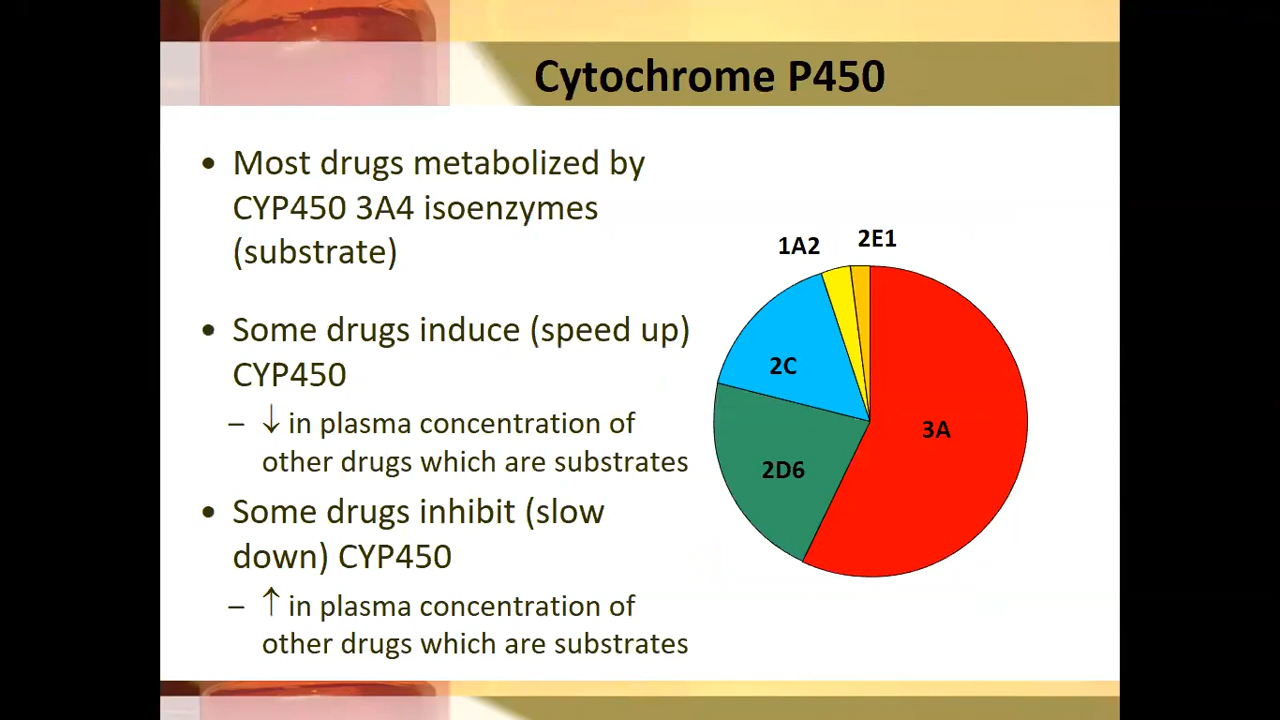 Cytochrome P450
• Most drugs metabolized by
CYP450 3A4 isoenzymes
(substrate)
• Some drugs induce (speed up)
CYP450
– ↓ in plasma concentration of
other drugs which are substrates
• Some drugs inhibit (slow
down) CYP450
– ↑ in plasma concentration of
other drugs which are substrates
1A2
2E1
2C
3A
2D6